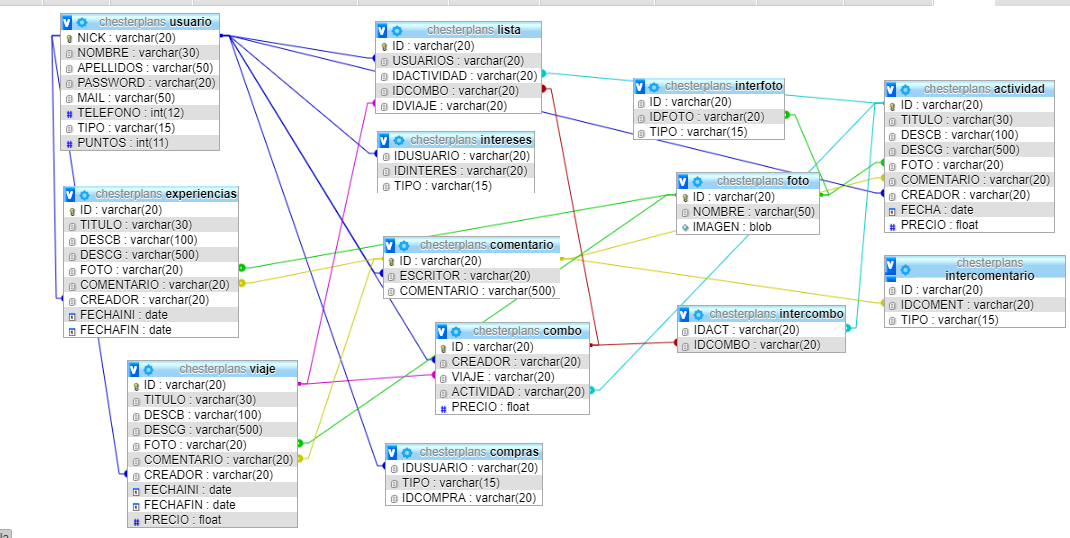 chesterplans usuario
NICK : varchar(20)
NOMBRE : varchar(30)
APELLIDOS : varchar(50)
PASSWORD : varchar(20)
MAIL : varchar(50)
TELEFONO : int(12)
TIPO : varchar(15)
PUNTOS : int(11)
chesterplans lista
ID : varchar(20)
USUARIOS : varchar(20)
IDACTIVIDAD : varchar(20)
IDCOMBO : varchar(20)
IDVIAJE : varchar(20)
chesterplans interfoto
ID : varchar(20)
IDFOTO : varchar(20)
TIPO : varchar(15)
chesterplans actividad
ID : varchar(20)
TITULO : varchar(30)
DESCB : varchar(100)
DESCG : varchar(500)
FOTO : varchar(20)
COMENTARIO : varchar(20)
CREADOR : varchar(20)
FECHA : date
PRECIO : float
chesterplans intereses
IDUSUARIO : varchar(20)
IDINTERES : varchar(20)
TIPO : varchar(15)
chesterplans foto
ID : varchar(20)
NOMBRE : varchar(50)
IMAGEN : blob
chesterplans experiencias
ID : varchar(20)
TITULO : varchar(30)
DESCB : varchar(100)
DESCG : varchar(500)
FOTO : varchar(20)
COMENTARIO : varchar(20)
CREADOR : varchar(20)
FECHAINI : date
FECHAFIN : date
chesterplans comentario
ID : varchar(20)
ESCRITOR : varchar(20)
COMENTARIO : varchar(500)
chesterplans
intercomentario
ID : varchar(20)
IDCOMENT : varchar(20)
TIPO : varchar(15)
chesterplans intercombo
IDACT : varchar(20)
IDCOMBO : varchar(20)
chesterplans combo
ID : varchar(20)
CREADOR : varchar(20)
VIAJE : varchar(20)
ACTIVIDAD : varchar(20)
PRECIO : float
chesterplans viaje
ID : varchar(20)
TITULO : varchar(30)
DESCB : varchar(100)
DESCG : varchar(500)
FOTO : varchar(20)
COMENTARIO : varchar(20)
CREADOR : varchar(20)
FECHAINI : date
FECHAFIN : date
PRECIO : float
chesterplans compras
IDUSUARIO : varchar(20)
TIPO : varchar(15)
IDCOMPRA : varchar(20)